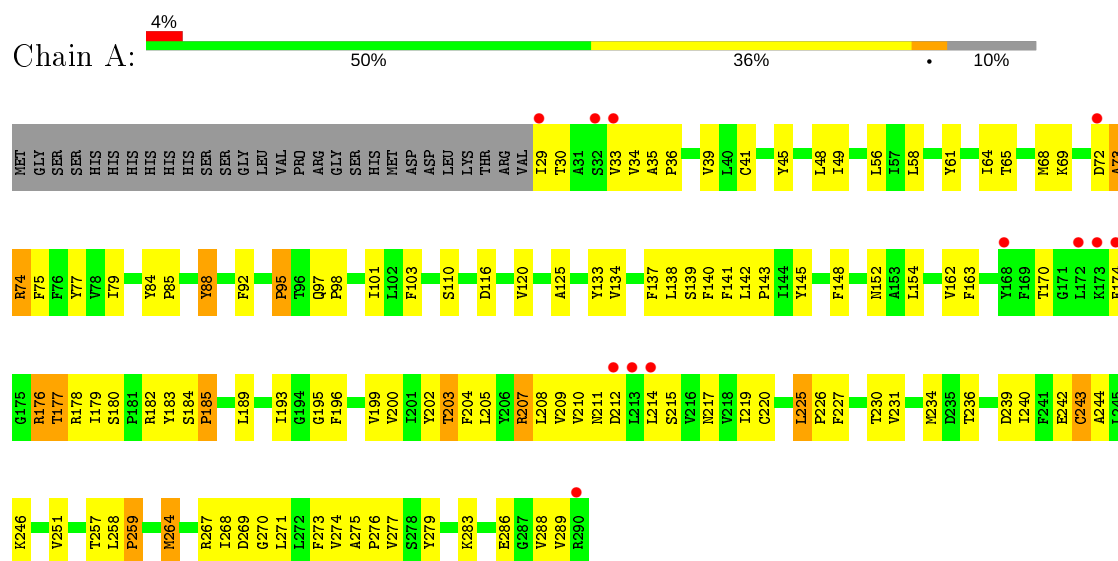 4%
Chain A:
50% 36% • 10%
MET GLY SER SER HIS HIS HIS HIS HIS HIS SER SER GLY LEU VAL PRO ARG GLY SER HIS MET ASP ASP LEU LYS THR ARG VAL I29 T30 A31 S32 V33 V34 A35 P36 V39 L40 C41 Y45 L48 I49 L56 I57 L58 Y61 I64 T65 M68 K69 D72 A73
R74 F75 F76 Y77 V78 I79 Y84 P85 Y88 F92 P95 T96 Q97 P98 I101 L102 F103 S110 D116 V120 A125 Y133 V134 F137 L138 S139 F140 F141 L142 P143 I144 Y145 F148 N152 A153 L154 V162 F163 Y168 F169 T170 G171 L172 K173 E174
G175 R176 T177 R178 I179 S180 P181 R182 Y183 S184 P185 L189 I193 G194 G195 F196 V199 V200 I201 Y202 T203 F204 L205 Y206 R207 L208 V209 V210 N211 D212 L213 L214 S215 V216 N217 V218 I219 C220 L225 P226 F227 T230 V231 M234 D235 T236 D239 I240 F241 E242 C243 A244 L245
K246 V251 T257 L258 P259 M264 R267 I268 D269 G270 L271 L272 F273 V274 A275 P276 V277 S278 Y279 K283 E286 G287 V288 V289 R290